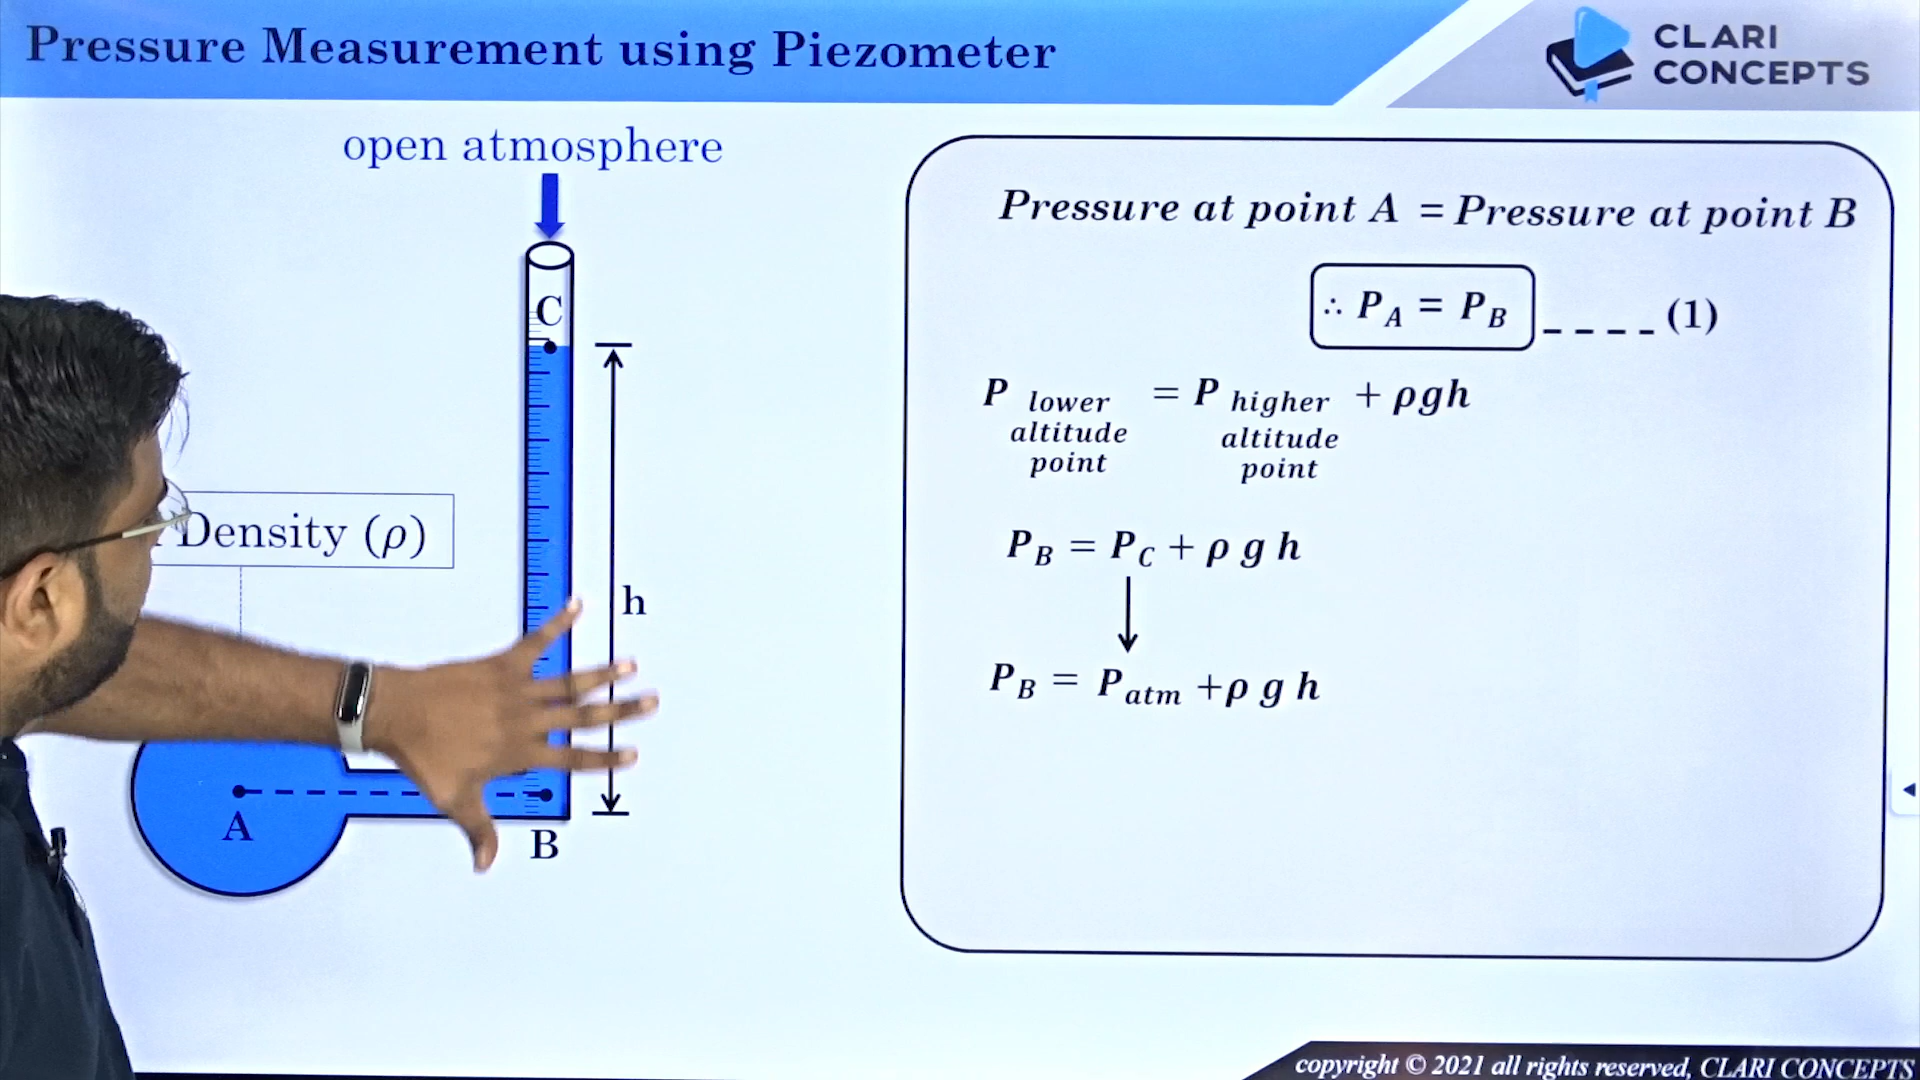 Pressure Measurement using Piezometer
CLARI
CONCEPTS
open atmosphere
C
Density (ρ)
h
A
B
Pressure at point A = Pressure at point B
∴ P_A = P_B ---- (1)
P lower altitude point = P higher altitude point + ρgh
P_B = P_C + ρ g h
P_B = P_atm + ρ g h
copyright © 2021 all rights reserved, CLARI CONCEPTS